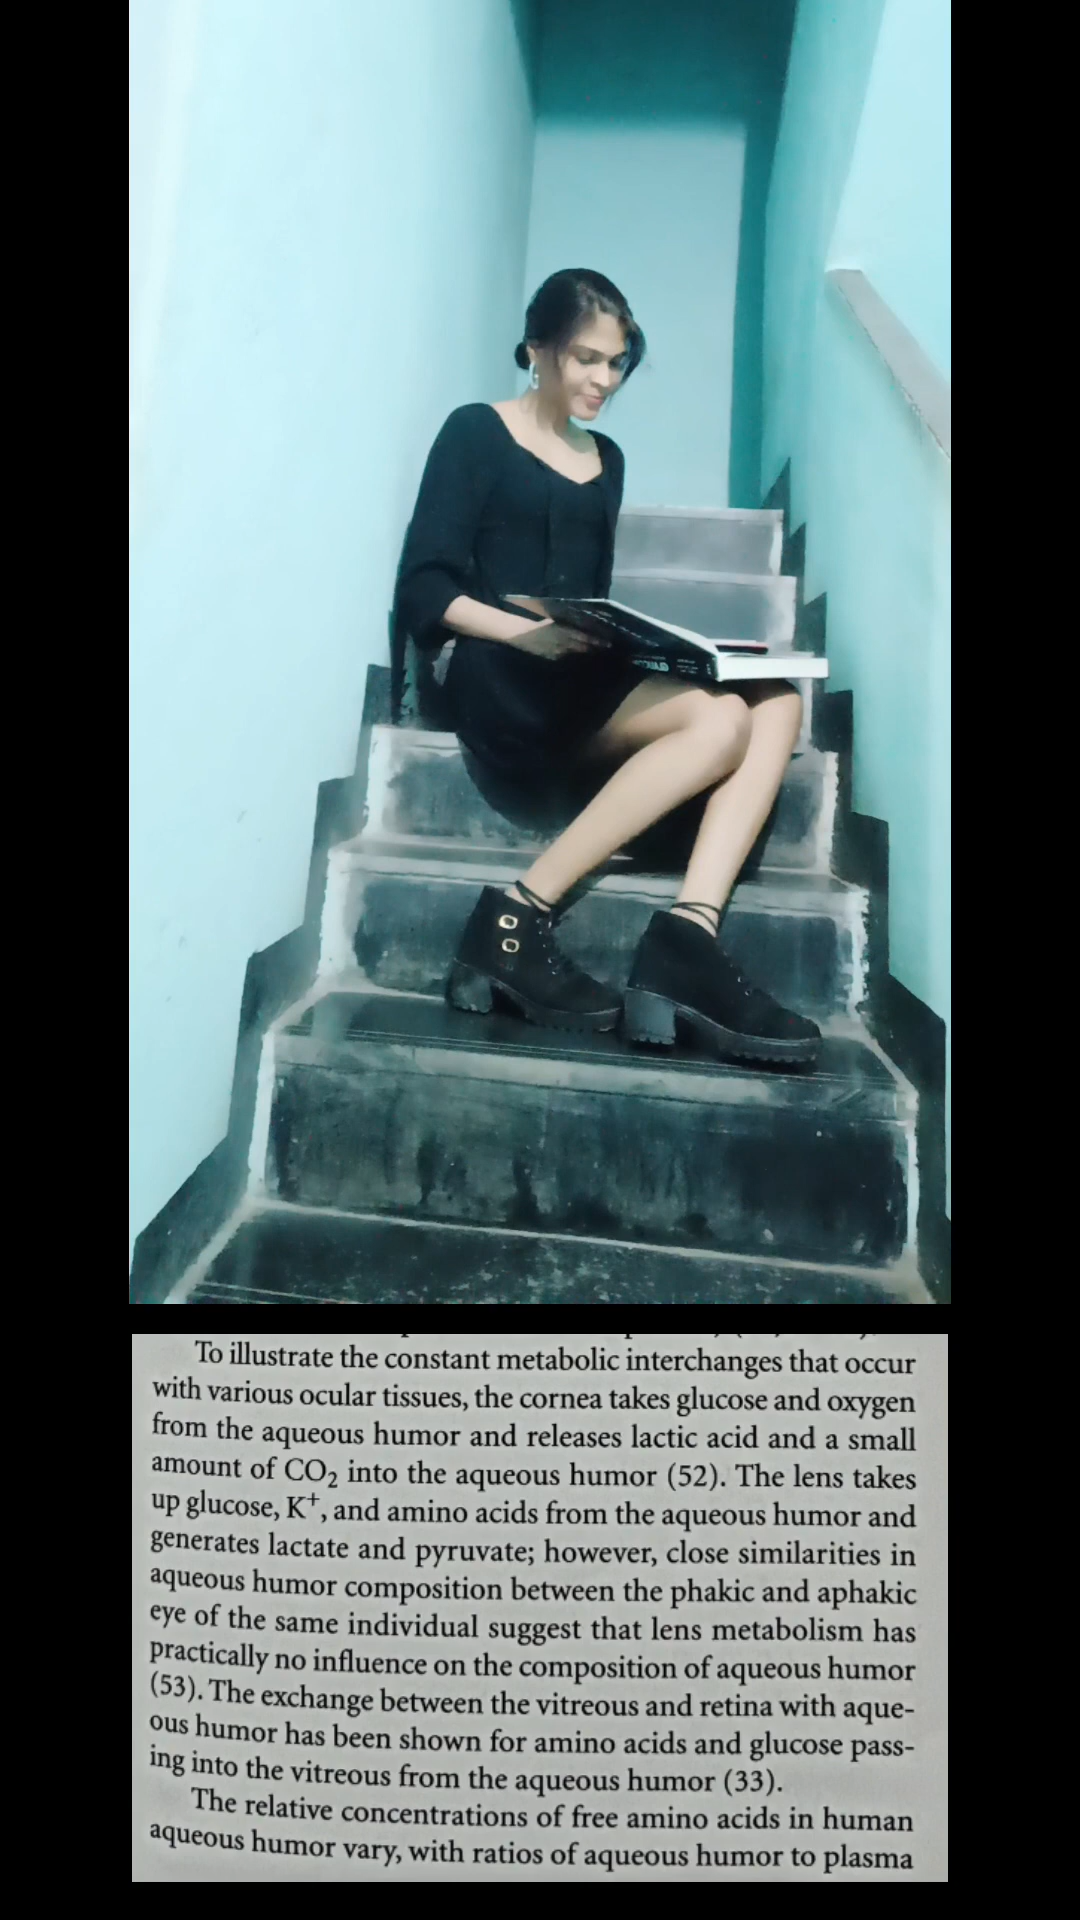 To illustrate the constant metabolic interchanges that occur
with various ocular tissues, the cornea takes glucose and oxygen
from the aqueous humor and releases lactic acid and a small
amount of CO₂ into the aqueous humor (52). The lens takes
up glucose, K⁺, and amino acids from the aqueous humor and
generates lactate and pyruvate; however, close similarities in
aqueous humor composition between the phakic and aphakic
eye of the same individual suggest that lens metabolism has
practically no influence on the composition of aqueous humor
(53). The exchange between the vitreous and retina with aque-
ous humor has been shown for amino acids and glucose pass-
ing into the vitreous from the aqueous humor (33).
The relative concentrations of free amino acids in human
aqueous humor vary, with ratios of aqueous humor to plasma